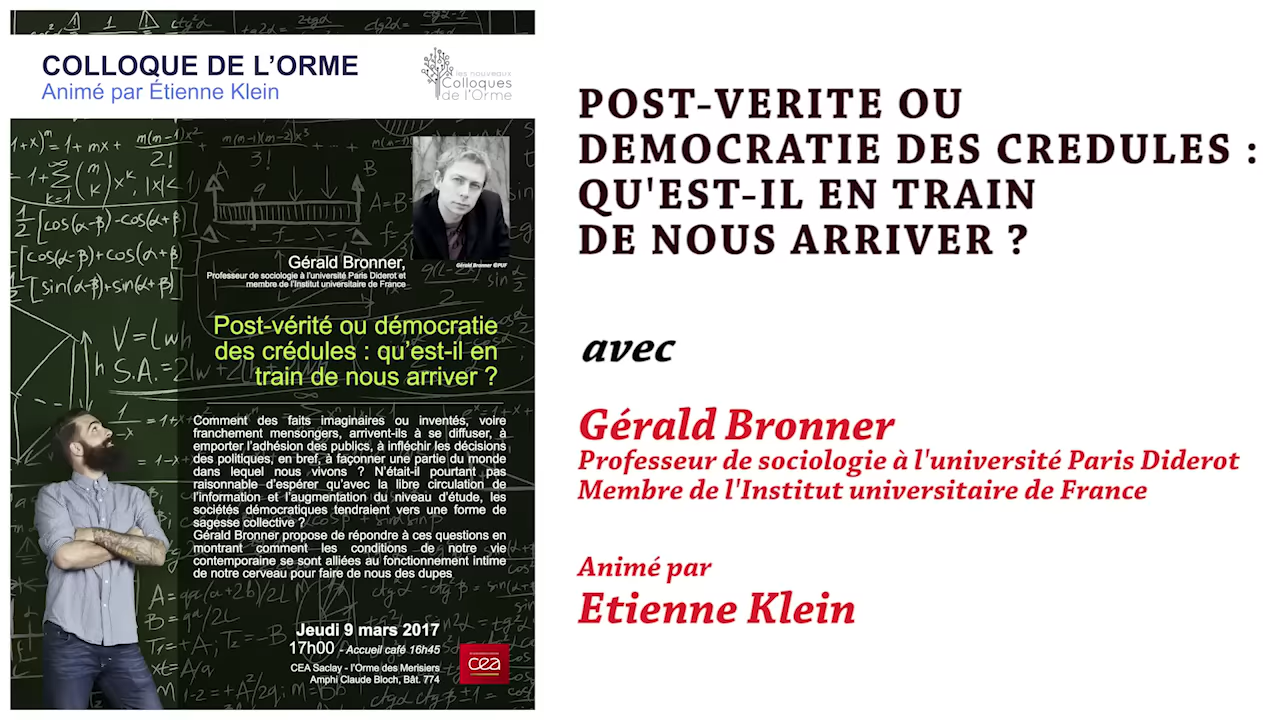 COLLOQUE DE L'ORME
Animé par Étienne Klein
les nouveaux
Colloques
de l'Orme
Gérald Bronner ©PUF
Gérald Bronner,
Professeur de sociologie à l'université Paris Diderot et
membre de l'Institut universitaire de France
Post-vérité ou démocratie
des crédules : qu'est-il en
train de nous arriver ?
Comment des faits imaginaires ou inventés, voire
franchement mensongers, arrivent-ils à se diffuser, à
emporter l'adhésion des publics, à infléchir les décisions
des politiques, en bref, à façonner une partie du monde
dans lequel nous vivons ? N'était-il pourtant pas
raisonnable d'espérer qu'avec la libre circulation de
l'information et l'augmentation du niveau d'étude, les
sociétés démocratiques tendraient vers une forme de
sagesse collective ?
Gérald Bronner propose de répondre à ces questions en
montrant comment les conditions de notre vie
contemporaine se sont alliées au fonctionnement intime
de notre cerveau pour faire de nous des dupes
Jeudi 9 mars 2017
17h00 - Accueil café 16h45
CEA Saclay - l'Orme des Merisiers
Amphi Claude Bloch, Bât. 774
cea
POST-VERITE OU
DEMOCRATIE DES CREDULES :
QU'EST-IL EN TRAIN
DE NOUS ARRIVER ?
avec
Gérald Bronner
Professeur de sociologie à l'université Paris Diderot
Membre de l'Institut universitaire de France
Animé par
Etienne Klein